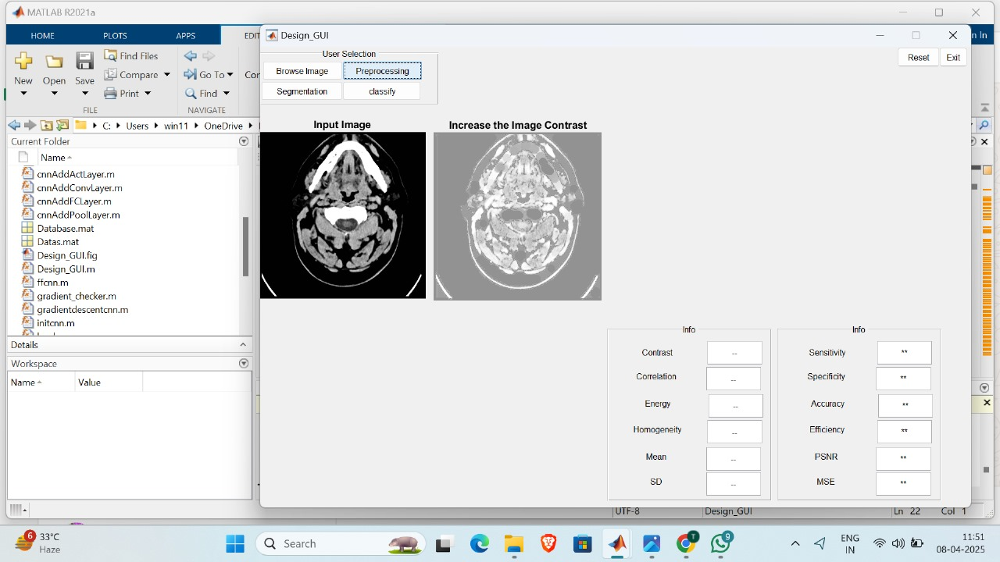 MATLAB R2021a
HOME PLOTS APPS EDIT
n In
New
Open
Save
Find Files
Compare
Print
Go To
Find
Con
FILE
NAVIGATE
C: Users win11 OneDrive
Current Folder
Name
cnnAddActLayer.m
cnnAddConvLayer.m
cnnAddFCLayer.m
cnnAddPoolLayer.m
Database.mat
Datas.mat
Design_GUI.fig
Design_GUI.m
ffcnn.m
gradient_checker.m
gradientdescentcnn.m
initcnn.m
Details
Workspace
Name Value
Design_GUI
User Selection
Browse Image Preprocessing
Segmentation classify
Reset Exit
Input Image
Increase the Image Contrast
Info
Contrast --
Correlation --
Energy --
Homogeneity --
Mean --
SD --
Info
Sensitivity **
Specificity **
Accuracy **
Efficiency **
PSNR **
MSE **
UTF-8 Design_GUI Ln 22 Col 1
6
33°C
Haze
Search
T
9
ENG
IN
11:51
08-04-2025